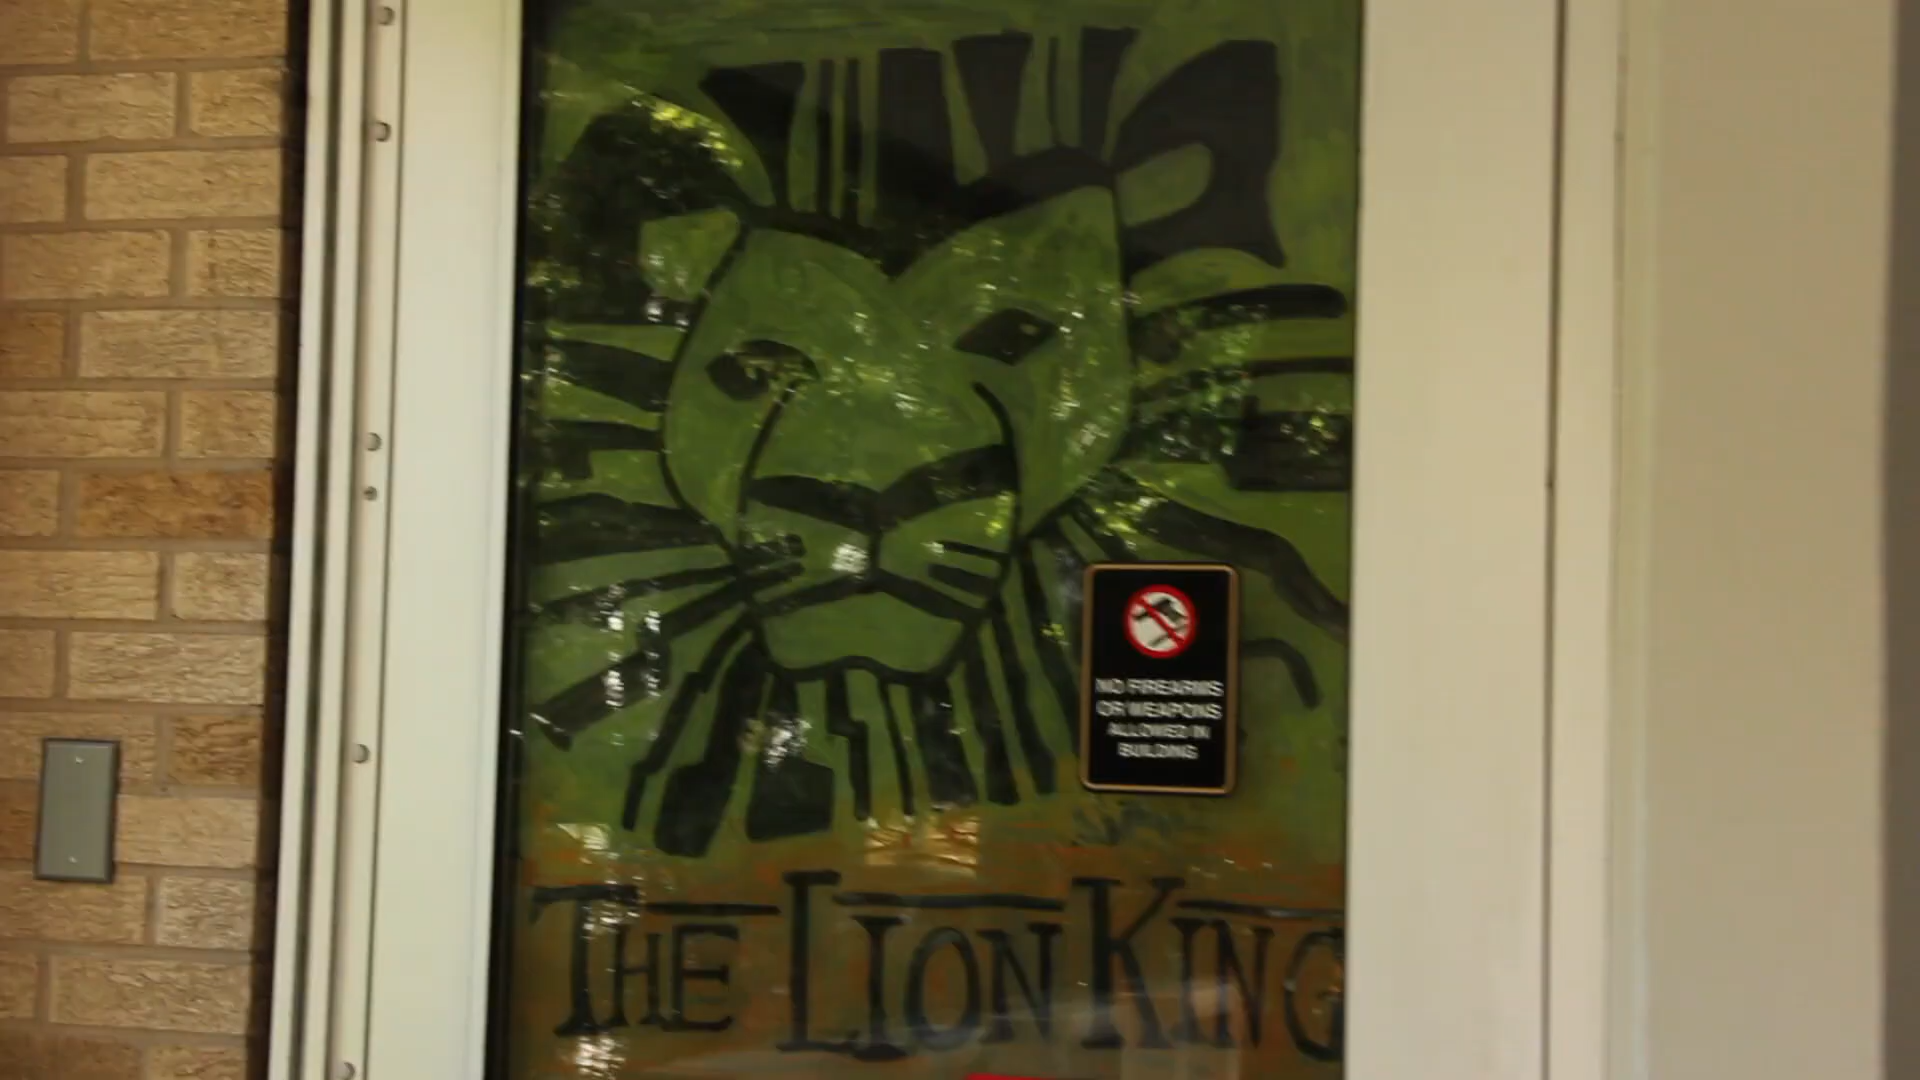 NO FIREARMS
OR WEAPONS
ALLOWED IN
BUILDING
THE LION KING